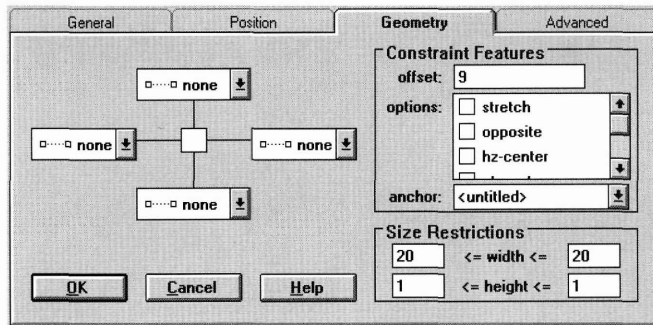 General Position Geometry Advanced
none
none none
none
OK Cancel Help
Constraint Features
offset: 9
options: stretch
opposite
hz-center
anchor: <untitled>
Size Restrictions
20 <= width <= 20
1 <= height <= 1